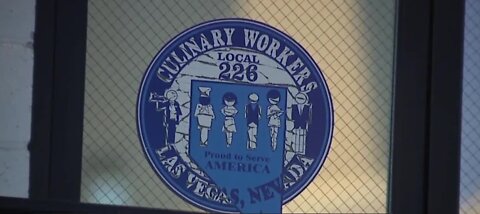 CULINARY WORKERS
LOCAL
226
Proud to Serve
AMERICA
LAS VEGAS, NEVADA